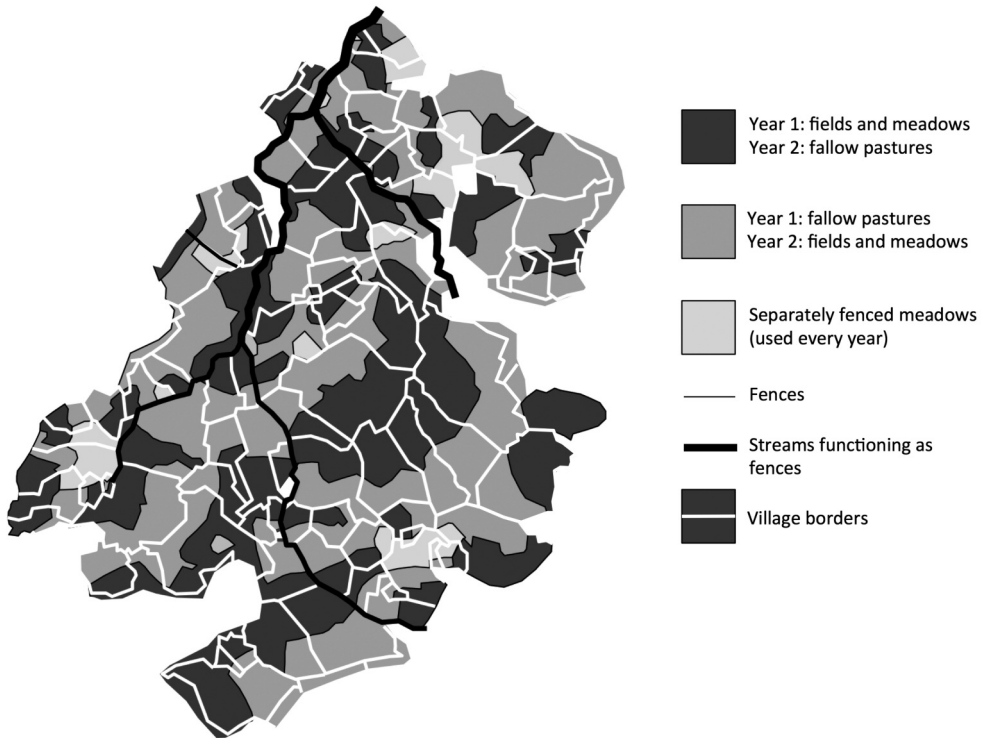 Year 1: fields and meadows
Year 2: fallow pastures
Year 1: fallow pastures
Year 2: fields and meadows
Separately fenced meadows
(used every year)
Fences
Streams functioning as
fences
Village borders